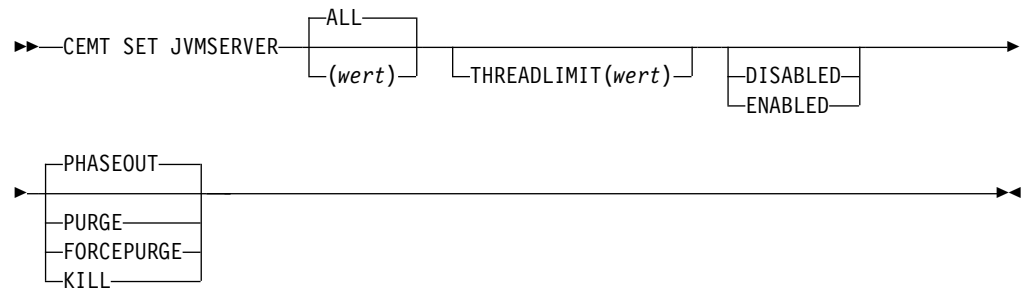 ALL
CEMT SET JVMSERVER
(wert)
THREADLIMIT(wert)
DISABLED
ENABLED
PHASEOUT
PURGE
FORCEPURGE
KILL